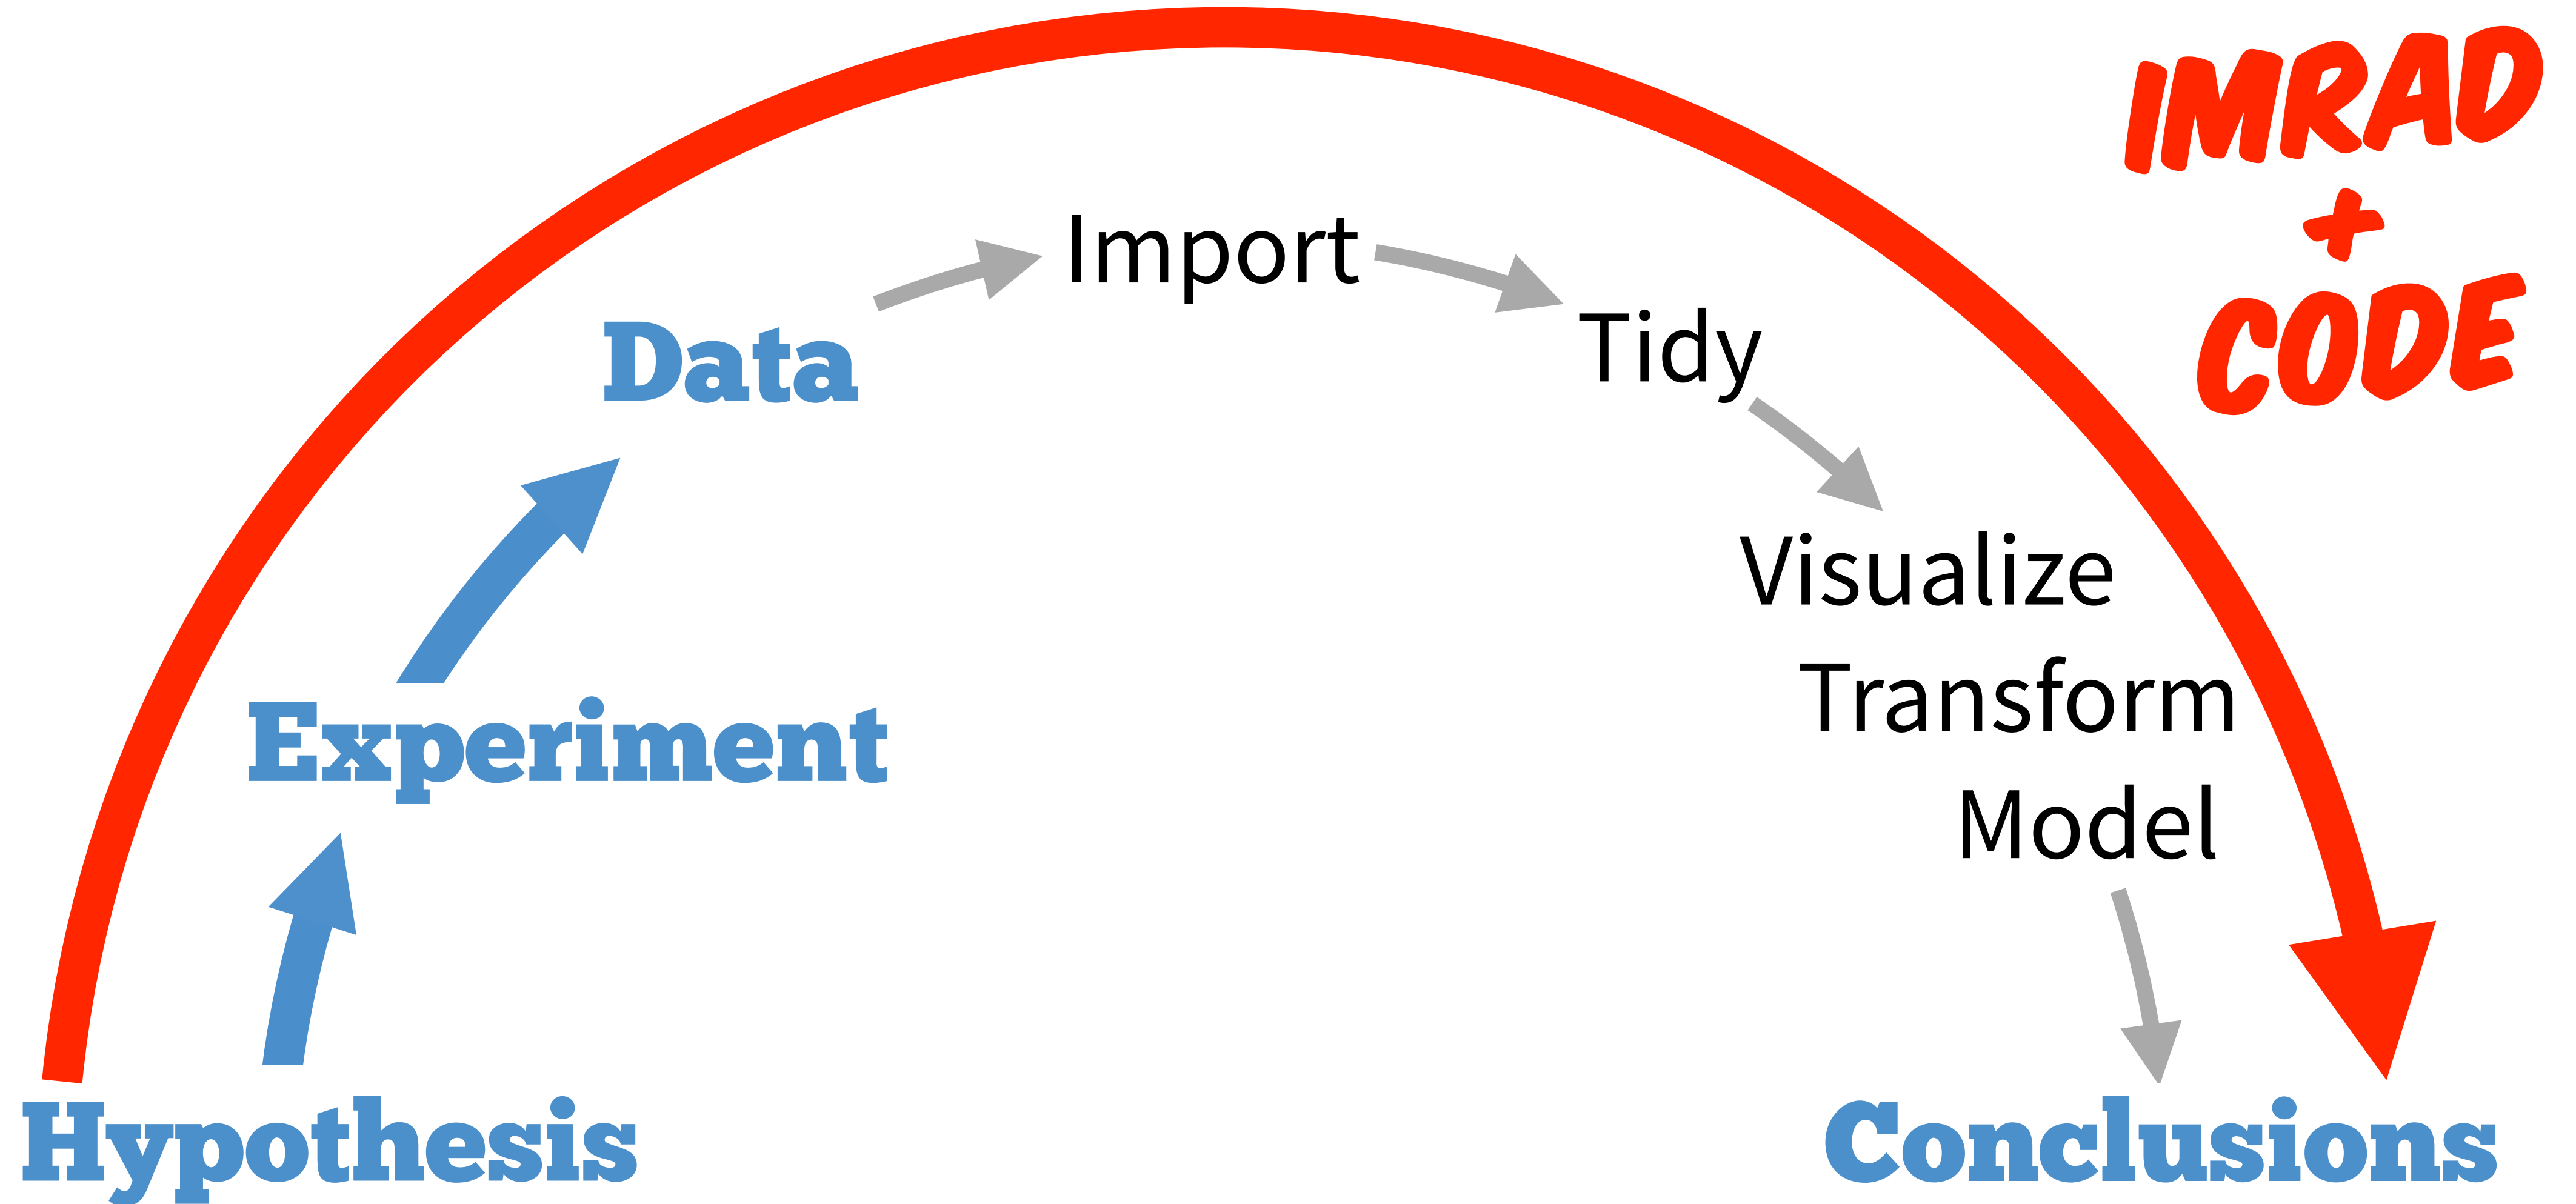 IMRAD
+
CODE
Import
Tidy
Data
Visualize
Transform
Experiment
Model
Hypothesis
Conclusions